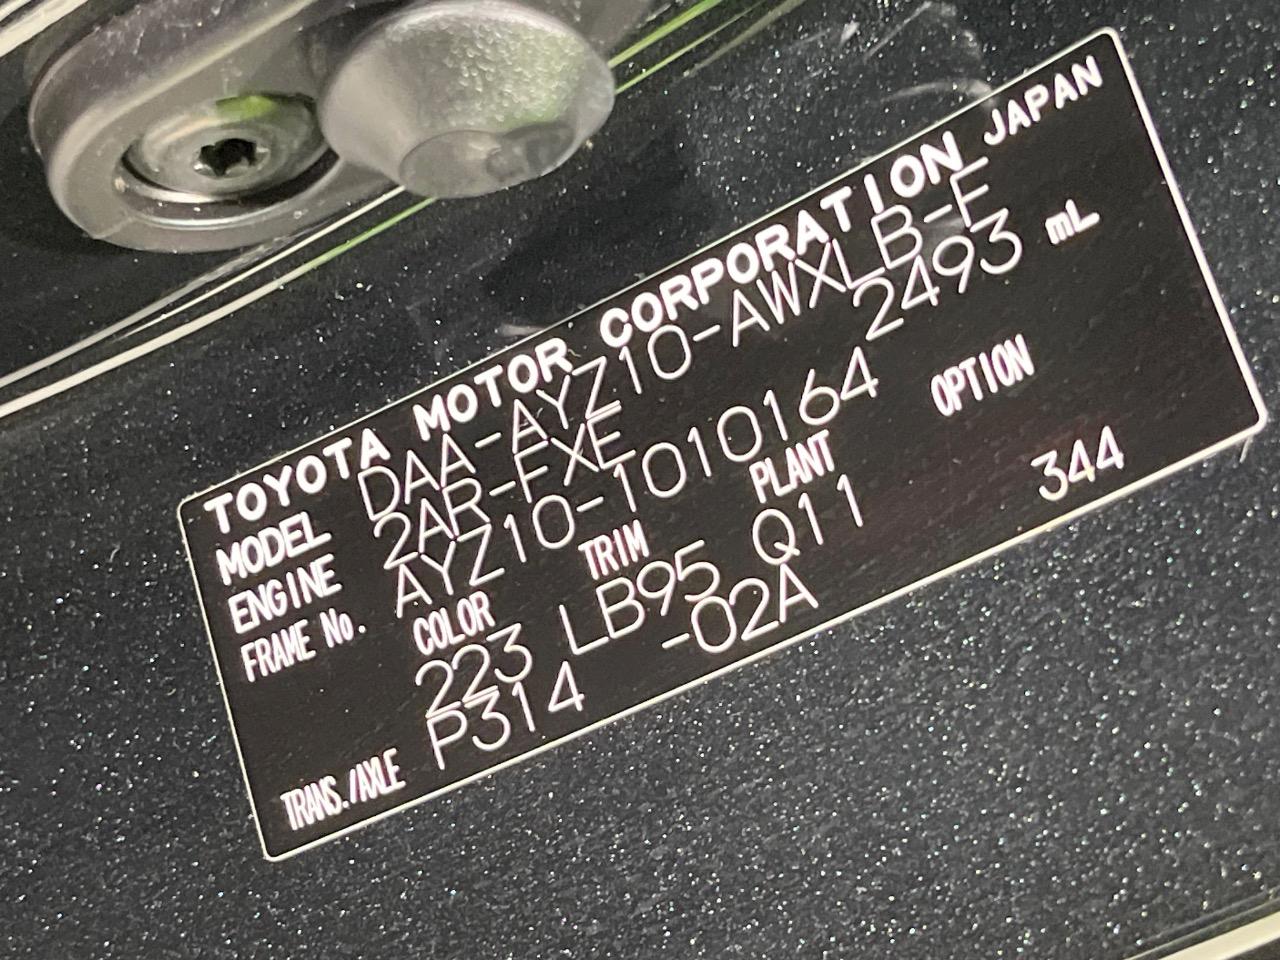 TOYOTA MOTOR CORPORATION JAPAN
MODEL DAA-AYZ10-AWXLB-F
ENGINE 2AR-FXE 2493 mL
FRAME No. AYZ10-1010164
COLOR TRIM PLANT OPTION
223 LB95 Q11 344
TRANS./AXLE P314 -02A